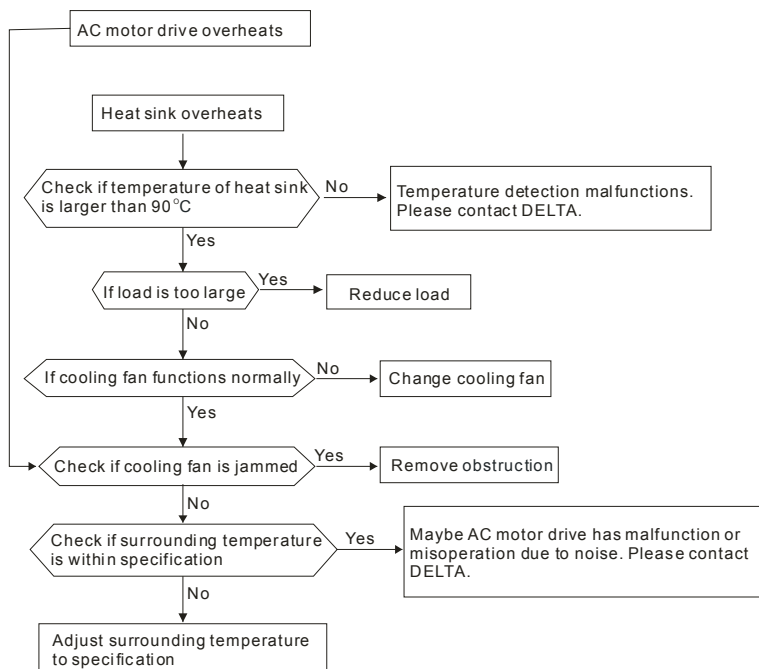 AC motor drive overheats
Heat sink overheats
Check if temperature of heat sink
is larger than 90°C
No
Temperature detection malfunctions.
Please contact DELTA.
Yes
If load is too large
Yes
Reduce load
No
If cooling fan functions normally
No
Change cooling fan
Yes
Check if cooling fan is jammed
Yes
Remove obstruction
No
Check if surrounding temperature
is within specification
Yes
Maybe AC motor drive has malfunction or
misoperation due to noise. Please contact
DELTA.
No
Adjust surrounding temperature
to specification